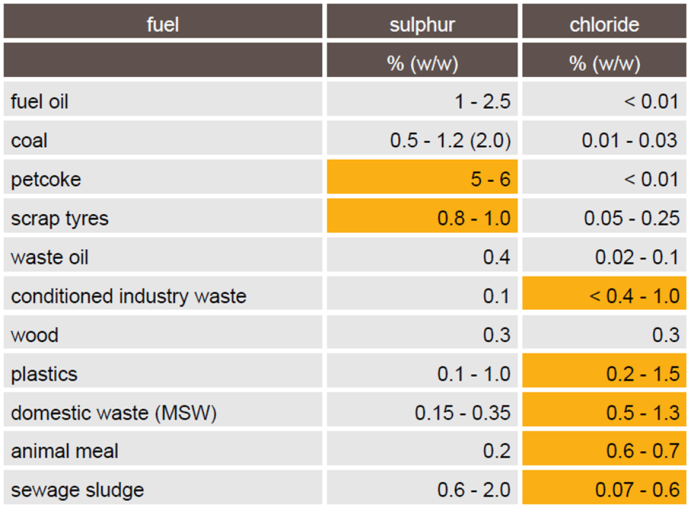 fuel sulphur chloride
% (w/w) % (w/w)
fuel oil 1 - 2.5 < 0.01
coal 0.5 - 1.2 (2.0) 0.01 - 0.03
petcoke 5 - 6 < 0.01
scrap tyres 0.8 - 1.0 0.05 - 0.25
waste oil 0.4 0.02 - 0.1
conditioned industry waste 0.1 < 0.4 - 1.0
wood 0.3 0.3
plastics 0.1 - 1.0 0.2 - 1.5
domestic waste (MSW) 0.15 - 0.35 0.5 - 1.3
animal meal 0.2 0.6 - 0.7
sewage sludge 0.6 - 2.0 0.07 - 0.6